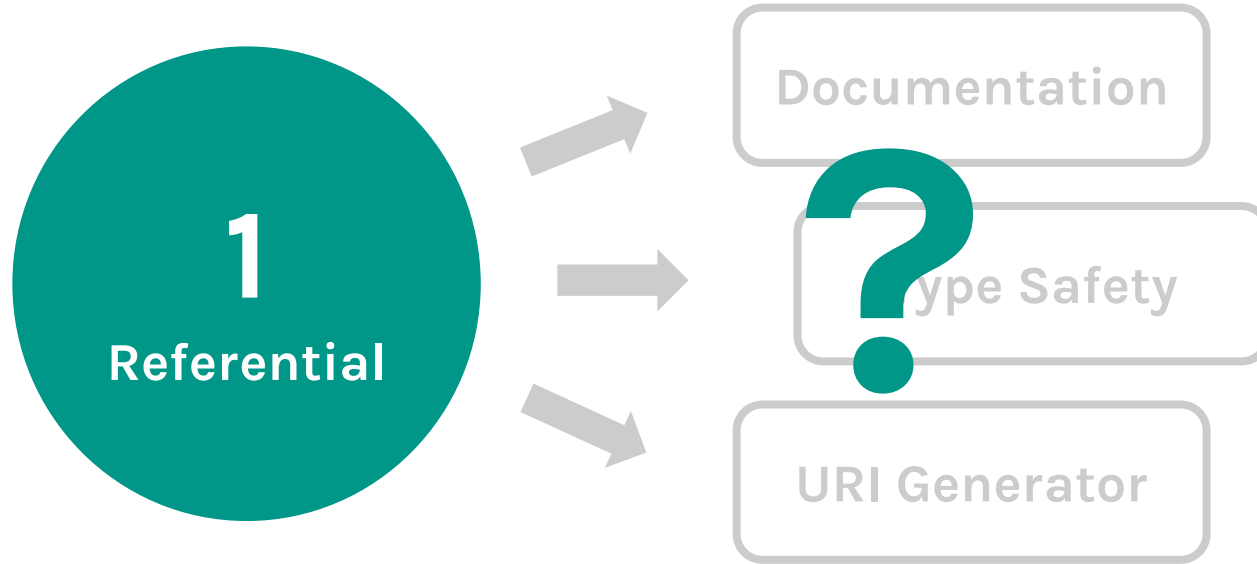 1
Referential
Documentation
?
ype Safety
URI Generator